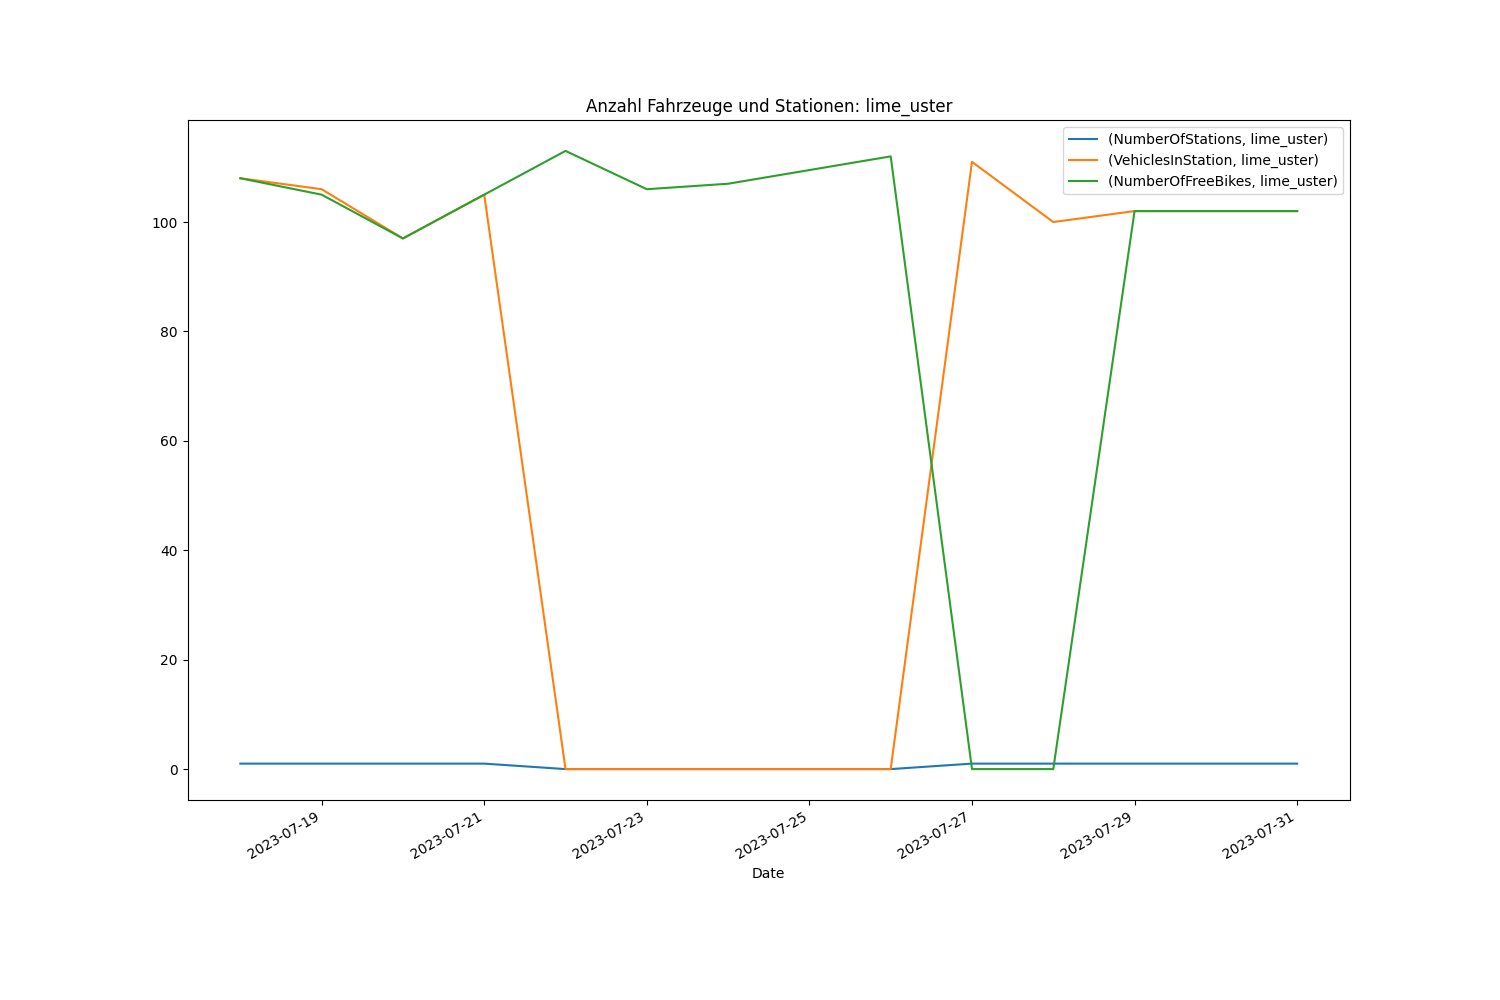 Anzahl Fahrzeuge und Stationen: lime_uster
(NumberOfStations, lime_uster)
(VehiclesInStation, lime_uster)
(NumberOfFreeBikes, lime_uster)
100
80
60
40
20
0
2023-07-19
2023-07-21
2023-07-23
2023-07-25
2023-07-27
2023-07-29
2023-07-31
Date